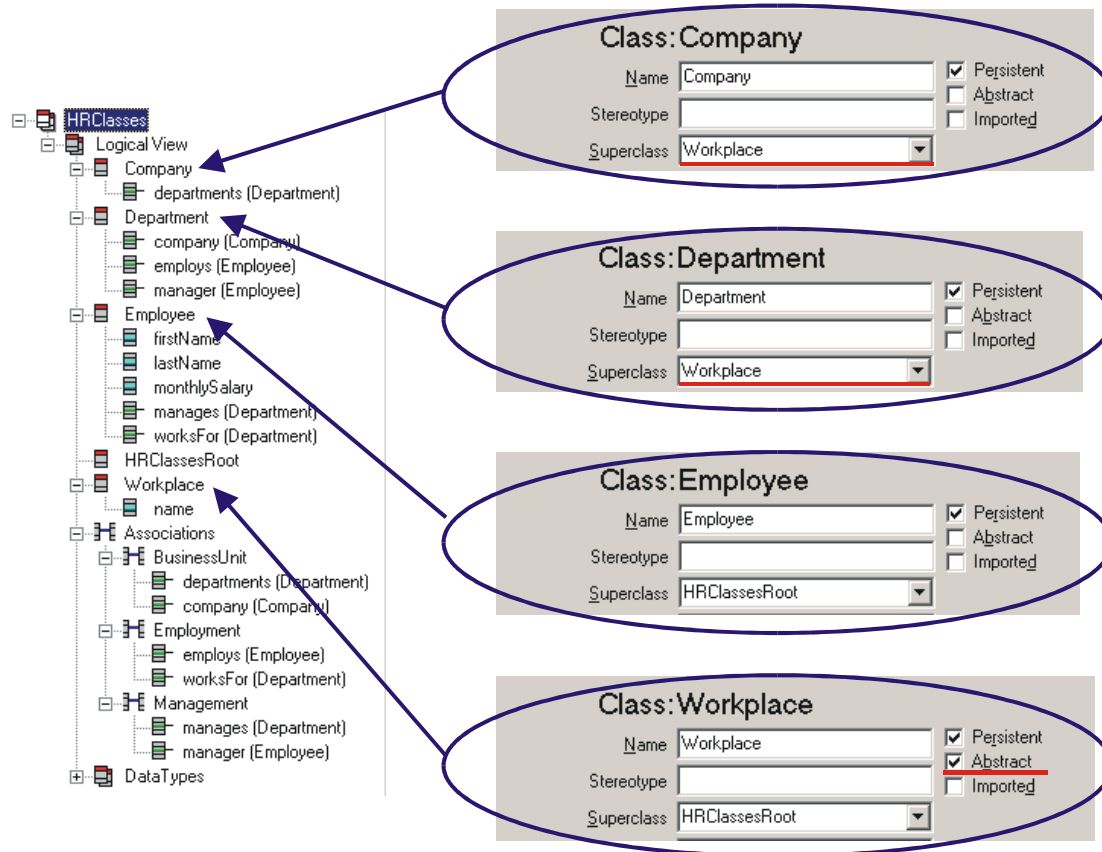 HRClasses
Logical View
Company
departments (Department)
Department
company (Company)
employs (Employee)
manager (Employee)
Employee
firstName
lastName
monthlySalary
manages (Department)
worksFor (Department)
HRClassesRoot
Workplace
name
Associations
BusinessUnit
departments (Department)
company (Company)
Employment
employs (Employee)
worksFor (Department)
Management
manages (Department)
manager (Employee)
DataTypes
Class: Company
Name Company
Persistent
Abstract
Stereotype
Imported
Superclass Workplace
Class: Department
Name Department
Persistent
Abstract
Stereotype
Imported
Superclass Workplace
Class: Employee
Name Employee
Persistent
Abstract
Stereotype
Imported
Superclass HRClassesRoot
Class: Workplace
Name Workplace
Persistent
Abstract
Stereotype
Imported
Superclass HRClassesRoot